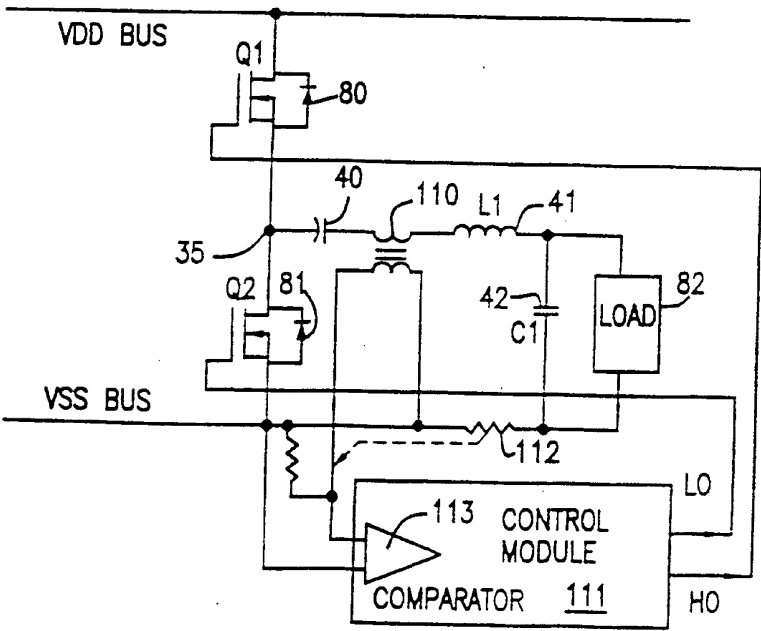 VDD BUS
Q1
80
40
110
L1
41
35
Q2
81
42
C1
LOAD
82
VSS BUS
112
LO
113
CONTROL
MODULE
COMPARATOR
111
HO